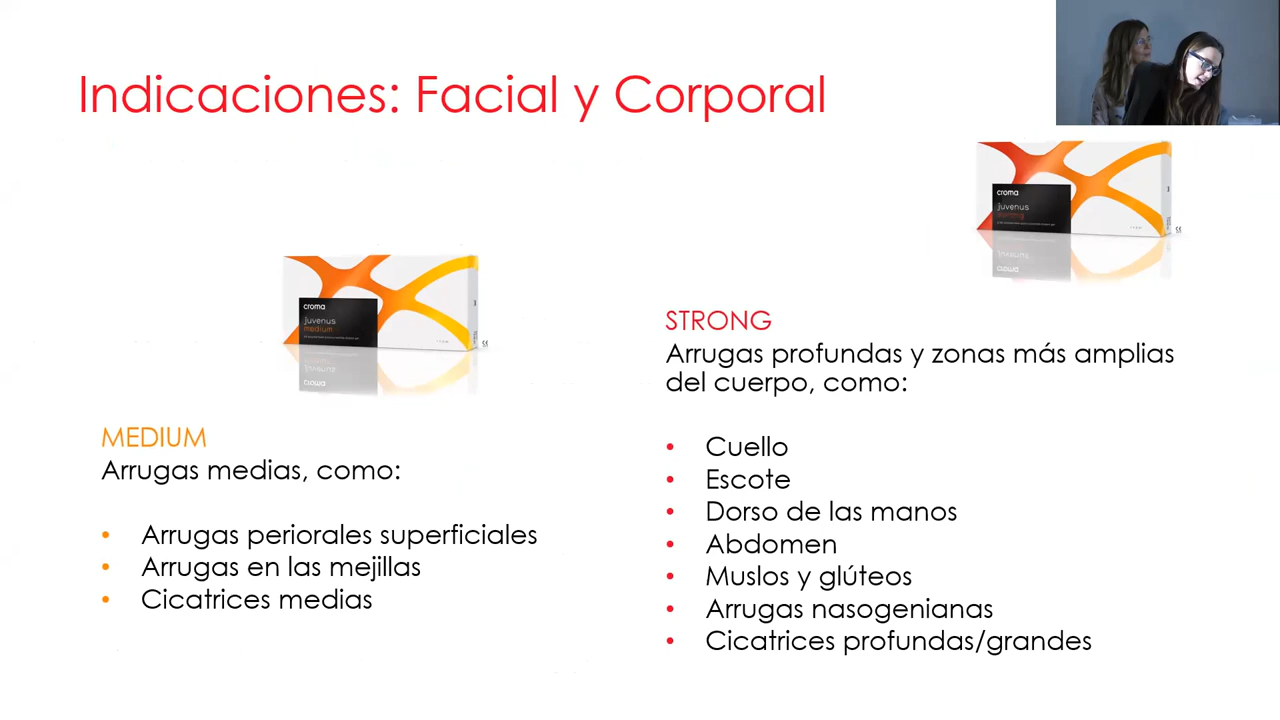 Indicaciones: Facial y Corporal
croma
juvenus
strong
croma
juvenus
medium
MEDIUM
Arrugas medias, como:
• Arrugas periorales superficiales
• Arrugas en las mejillas
• Cicatrices medias
STRONG
Arrugas profundas y zonas más amplias
del cuerpo, como:
• Cuello
• Escote
• Dorso de las manos
• Abdomen
• Muslos y glúteos
• Arrugas nasogenianas
• Cicatrices profundas/grandes